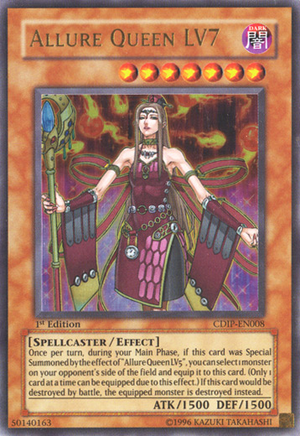 ALLURE QUEEN LV7
DARK
闇
1st Edition
CDIP-EN008
[SPELLCASTER / EFFECT]
Once per turn, during your Main Phase, if this card was Special
Summoned by the effect of "Allure Queen LV5", you can select 1 monster
on your opponent's side of the field and equip it to this card. (Only 1
card at a time can be equipped due to this effect.) If this card would be
destroyed by battle, the equipped monster is destroyed instead.
ATK/1500 DEF/1500
50140163
©1996 KAZUKI TAKAHASHI